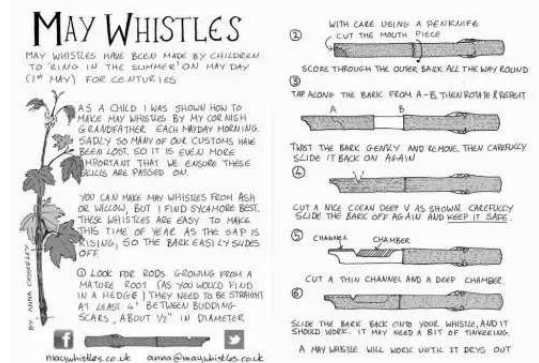 MAY WHISTLES
MAY WHISTLES HAVE BEEN MADE BY CHILDREN
TO 'RING IN THE SUMMER' ON MAY DAY
(1ST MAY) FOR CENTURIES
AS A CHILD I WAS SHOWN HOW TO
MAKE MAY WHISTLES BY MY CORNISH
GRANDFATHER EACH MAYDAY MORNING.
SADLY SO MANY OF OUR CUSTOMS HAVE
BEEN LOST, SO IT IS EVEN MORE
IMPORTANT THAT WE ENSURE THESE
SKILLS ARE PASSED ON.
YOU CAN MAKE MAY WHISTLES FROM ASH
OR WILLOW, BUT I FIND SYCAMORE BEST.
THESE WHISTLES ARE EASY TO MAKE
THIS TIME OF YEAR AS THE SAP IS
RISING, SO THE BARK EASILY SLIDES
OFF.
① LOOK FOR RODS GROWING FROM A
MATURE ROOT (AS YOU WOULD FIND
IN A HEDGE) THEY NEED TO BE STRAIGHT
AT LEAST 4" BETWEEN BUDDING
SCARS, ABOUT ½" IN DIAMETER
BY ANNA
f
maywhistles.co.uk anna@maywhistles.co.uk
② WITH CARE USING A PENKNIFE
CUT THE MOUTH PIECE
SCORE THROUGH THE OUTER BARK ALL THE WAY ROUND
③
TAP ALONG THE BARK FROM A-B, THEN ROTATE & REPEAT
A B
TWIST THE BARK GENTLY AND REMOVE. THEN CAREFULLY
SLIDE IT BACK ON AGAIN
④
CUT A NICE CLEAN DEEP V AS SHOWN. CAREFULLY
SLIDE THE BARK OFF AGAIN AND KEEP IT SAFE.
⑤ CHANNEL CHAMBER
CUT A THIN CHANNEL AND A DEEP CHAMBER.
⑥
SLIDE THE BARK BACK ONTO YOUR WHISTLE, AND IT
SHOULD WORK. IT MAY NEED A BIT OF TINKERING.
A MAY WHISTLE WILL WORK UNTIL IT DRYS OUT